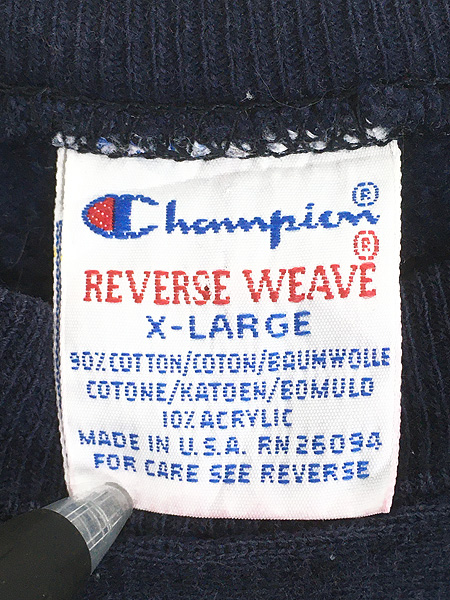 Champion®
®
REVERSE WEAVE
X-LARGE
90% COTTON/COTON/BAUMWOLLE
COTONE/KATOEN/BOMULD
10% ACRYLIC
MADE IN U.S.A. RN 26094
FOR CARE SEE REVERSE